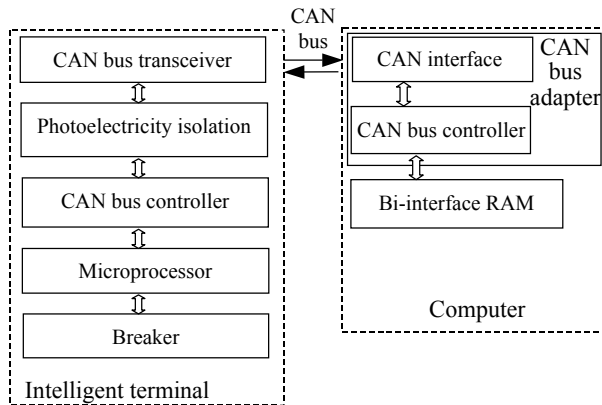 CAN bus transceiver
Photoelectricity isolation
CAN bus controller
Microprocessor
Breaker
Intelligent terminal
CAN
bus
CAN interface
CAN bus controller
CAN
bus
adapter
Bi-interface RAM
Computer